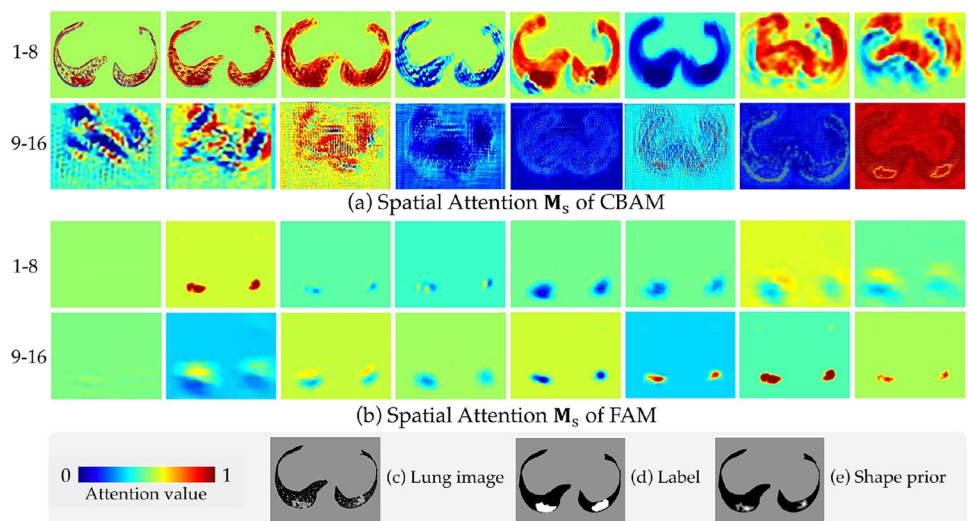 1-8
9-16
(a) Spatial Attention Mₛ of CBAM
1-8
9-16
(b) Spatial Attention Mₛ of FAM
0 1
Attention value
(c) Lung image
(d) Label
(e) Shape prior